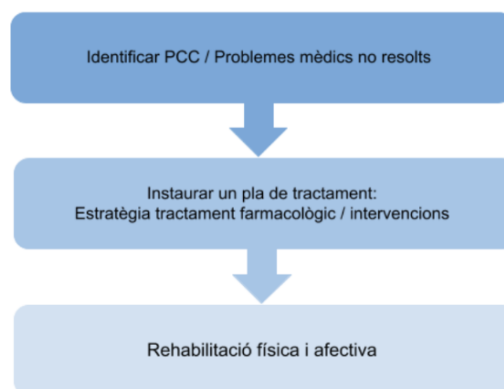 Identificar PCC / Problemes mèdics no resolts
Instaurar un pla de tractament:
Estratègia tractament farmacològic / intervencions
Rehabilitació física i afectiva